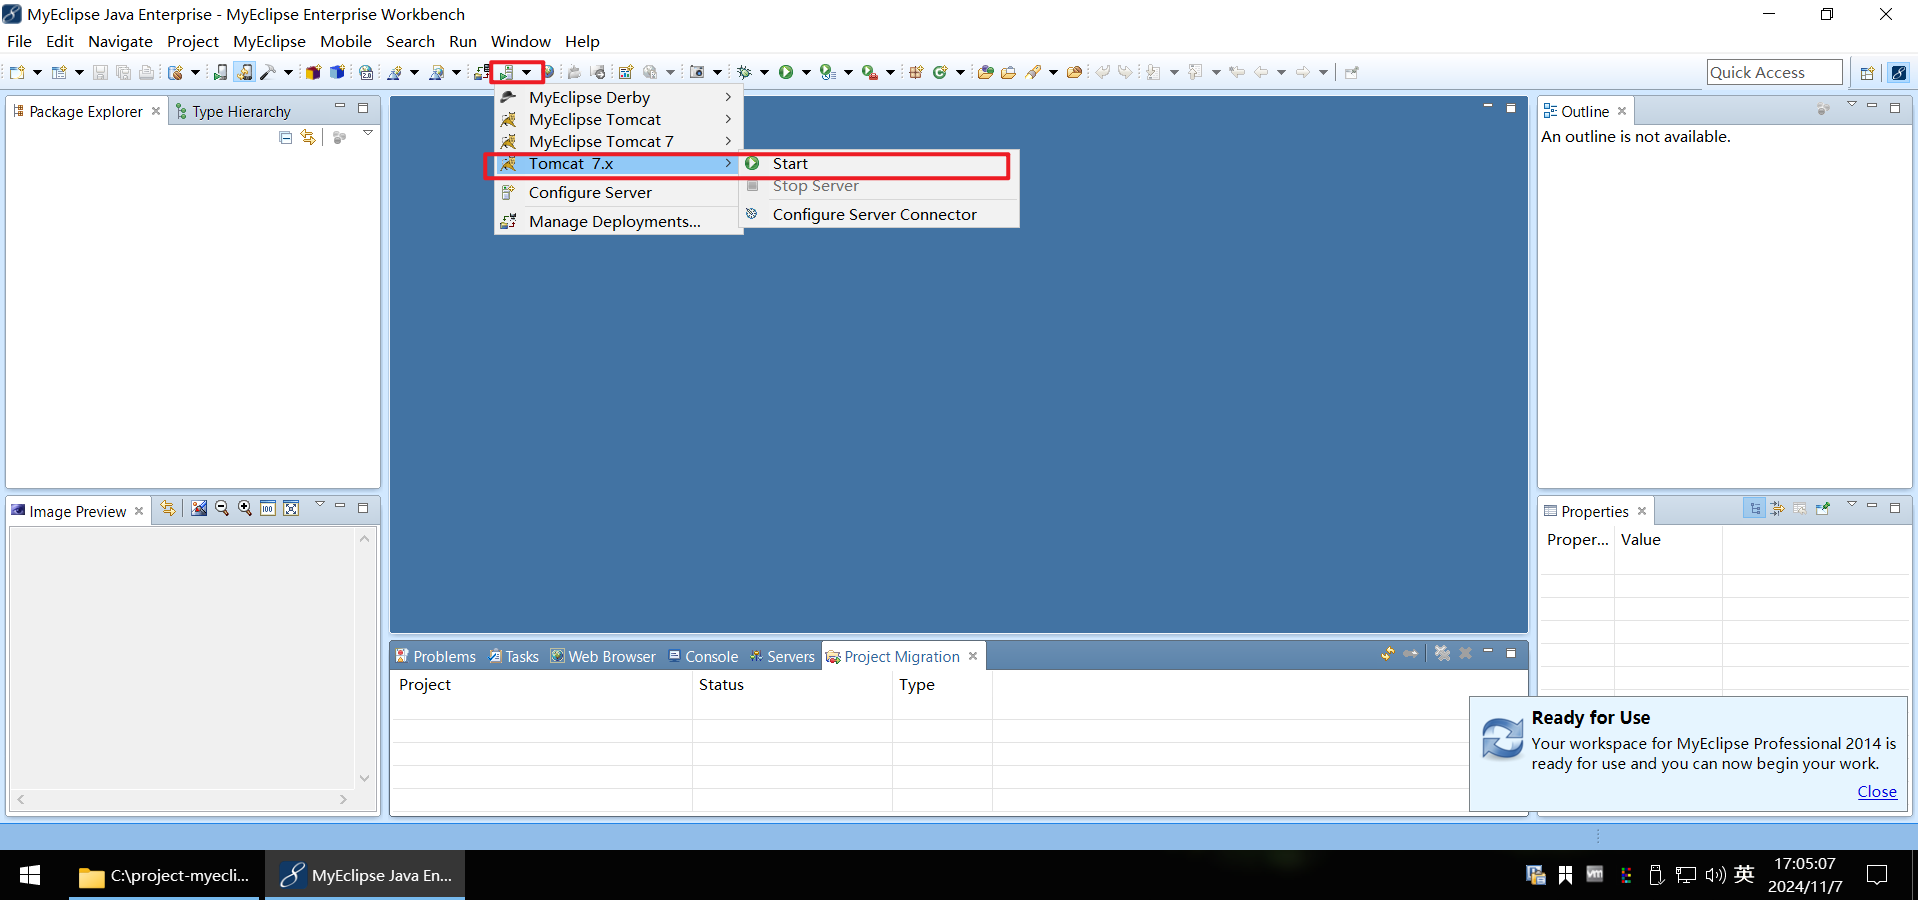 MyEclipse Java Enterprise - MyEclipse Enterprise Workbench
File Edit Navigate Project MyEclipse Mobile Search Run Window Help
Quick Access
Package Explorer
Type Hierarchy
MyEclipse Derby
MyEclipse Tomcat
MyEclipse Tomcat 7
Tomcat 7.x
Configure Server
Manage Deployments...
Start
Stop Server
Configure Server Connector
Outline
An outline is not available.
Image Preview
100
Properties
Proper... Value
Problems Tasks Web Browser Console Servers Project Migration
Project Status Type
Ready for Use
Your workspace for MyEclipse Professional 2014 is
ready for use and you can now begin your work.
Close
C:\project-myecli...
MyEclipse Java En...
vm
英
17:05:07
2024/11/7